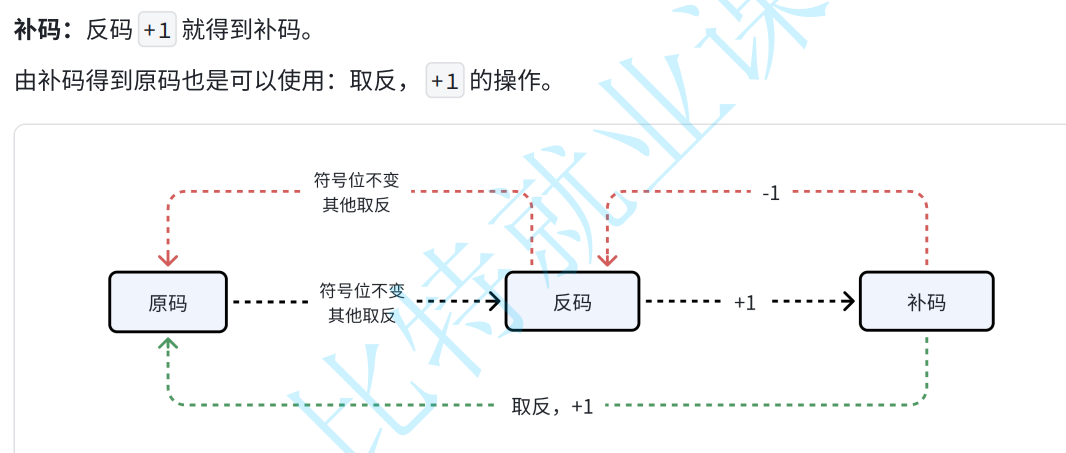 补码：反码 +1 就得到补码。
由补码得到原码也是可以使用：取反， +1 的操作。
符号位不变
其他取反
-1
原码
符号位不变
其他取反
反码
+1
补码
取反，+1
比特就业课